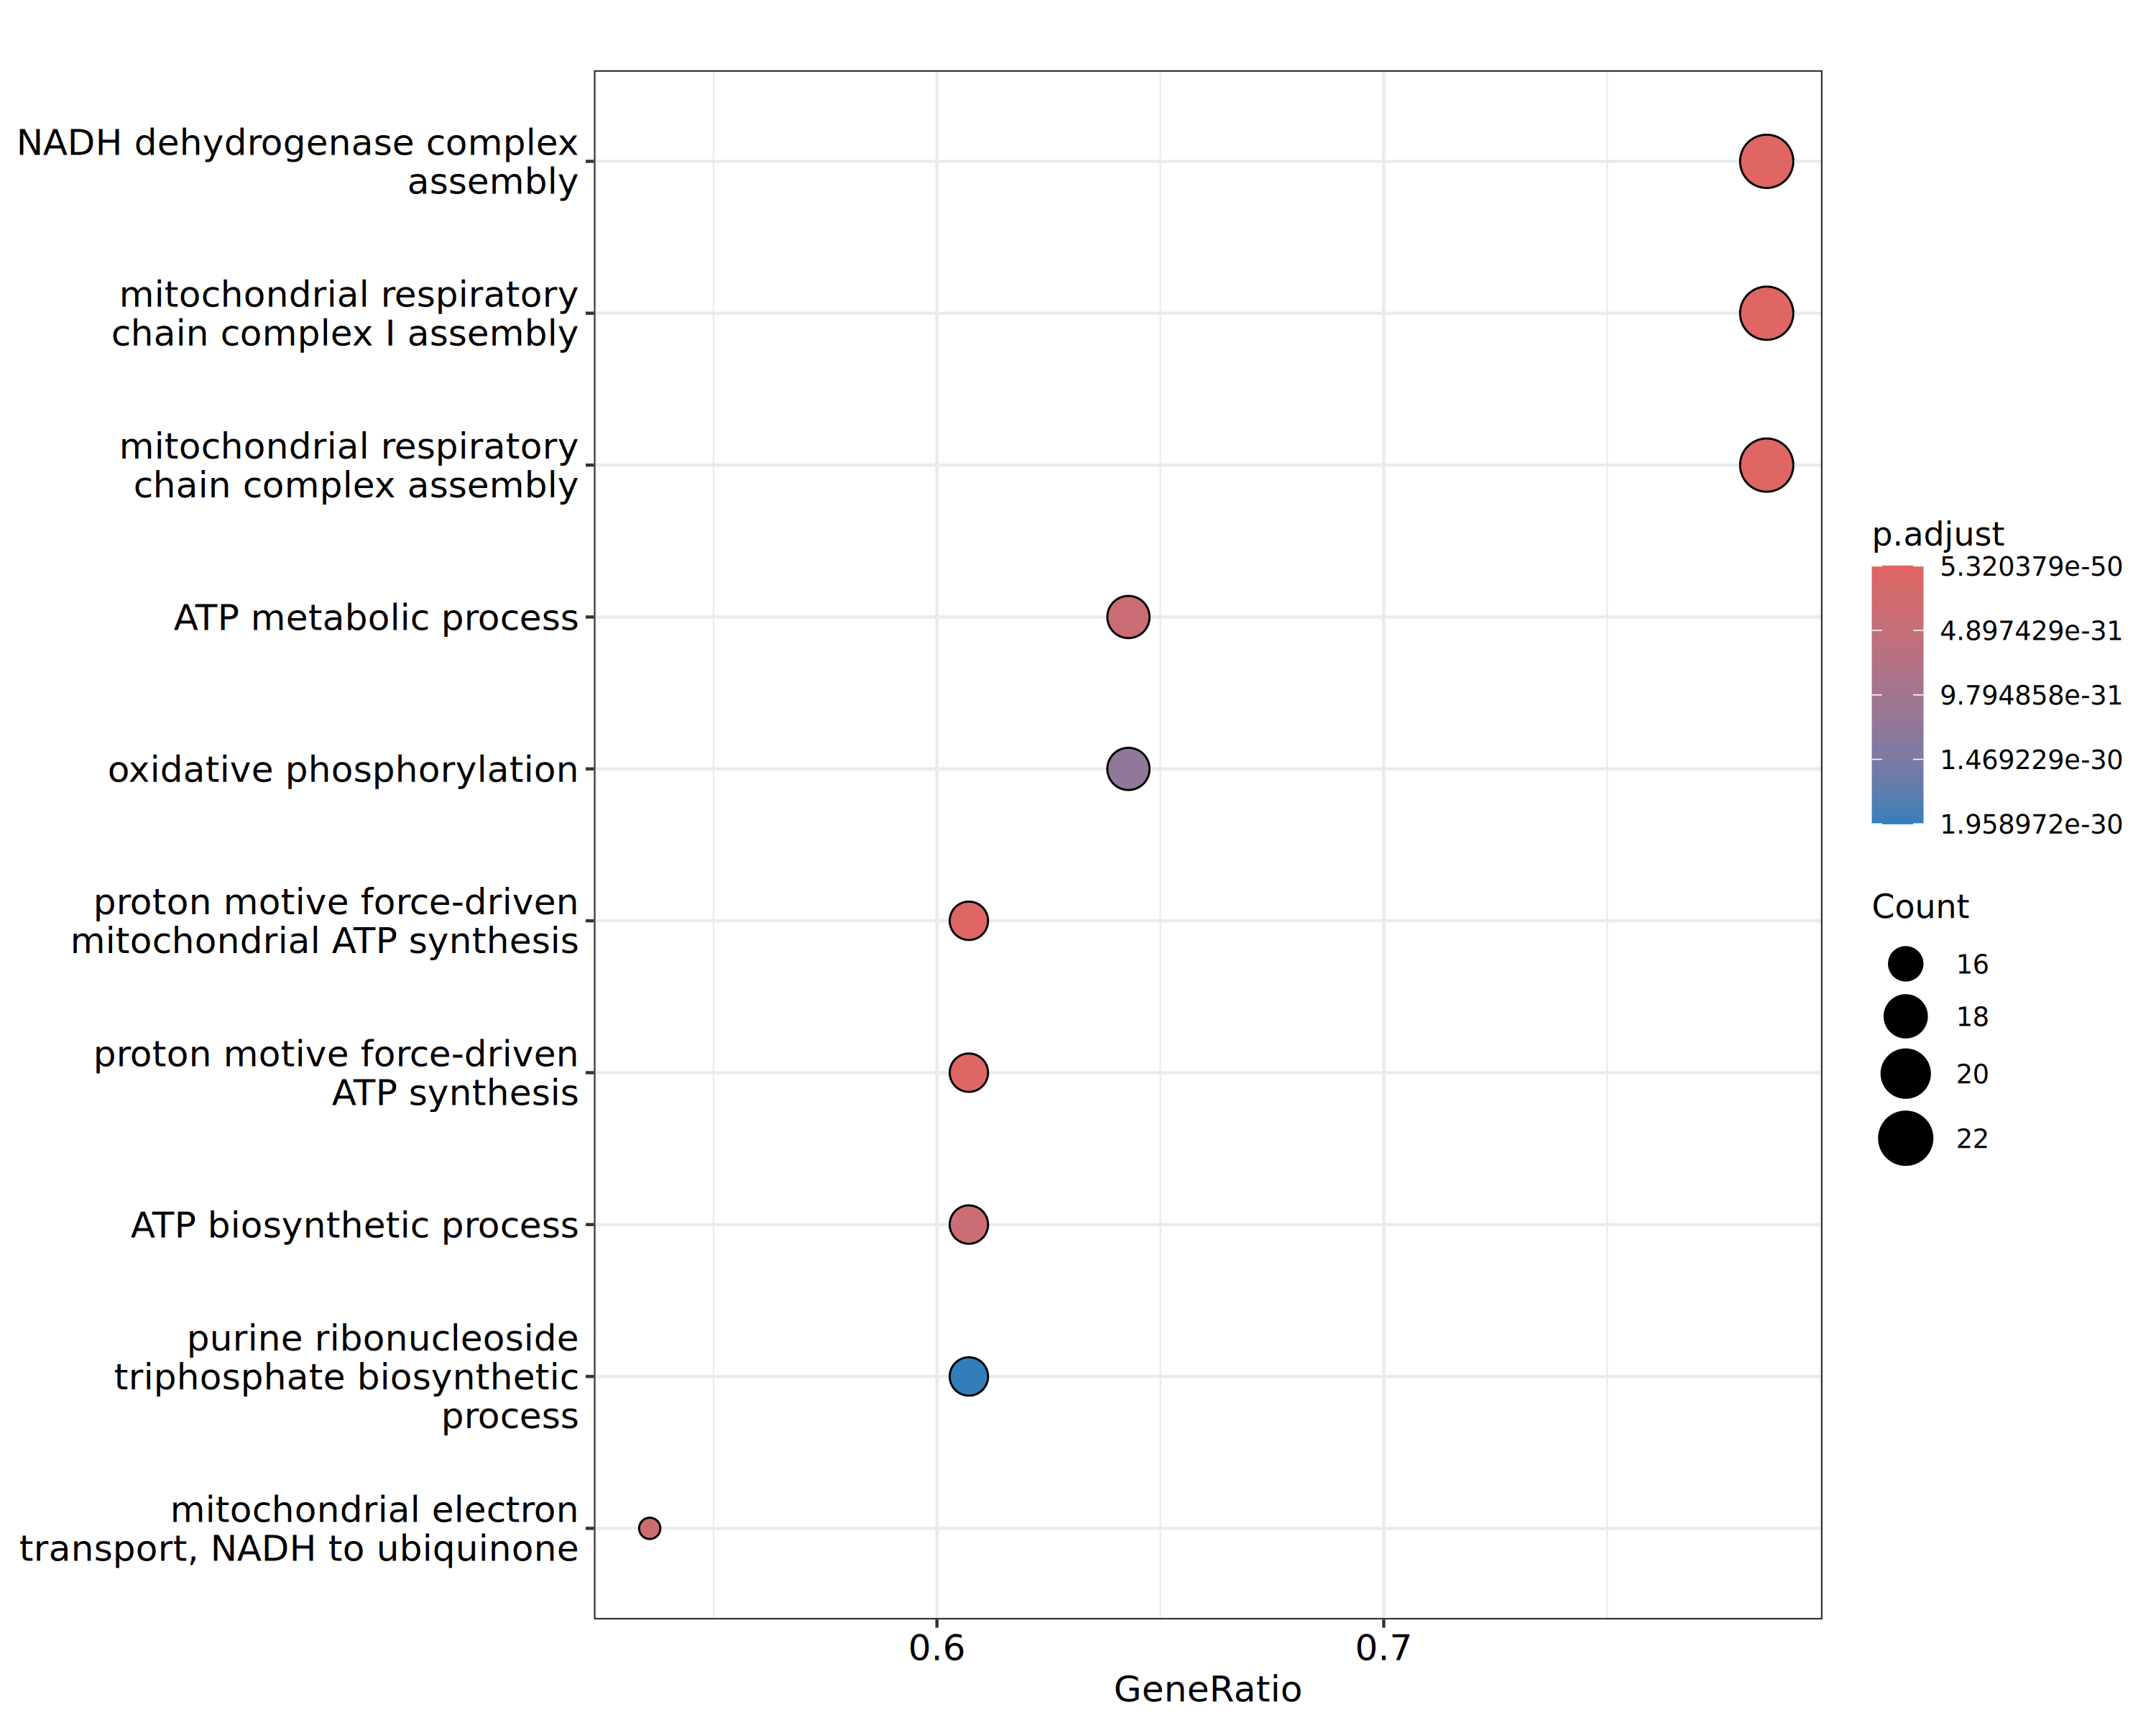 NADH dehydrogenase complex
assembly
mitochondrial respiratory
chain complex I assembly
mitochondrial respiratory
chain complex assembly
ATP metabolic process
oxidative phosphorylation
proton motive force-driven
mitochondrial ATP synthesis
proton motive force-driven
ATP synthesis
ATP biosynthetic process
purine ribonucleoside
triphosphate biosynthetic
process
mitochondrial electron
transport, NADH to ubiquinone
0.6
0.7
GeneRatio
p.adjust
5.320379e-50
4.897429e-31
9.794858e-31
1.469229e-30
1.958972e-30
Count
16
18
20
22